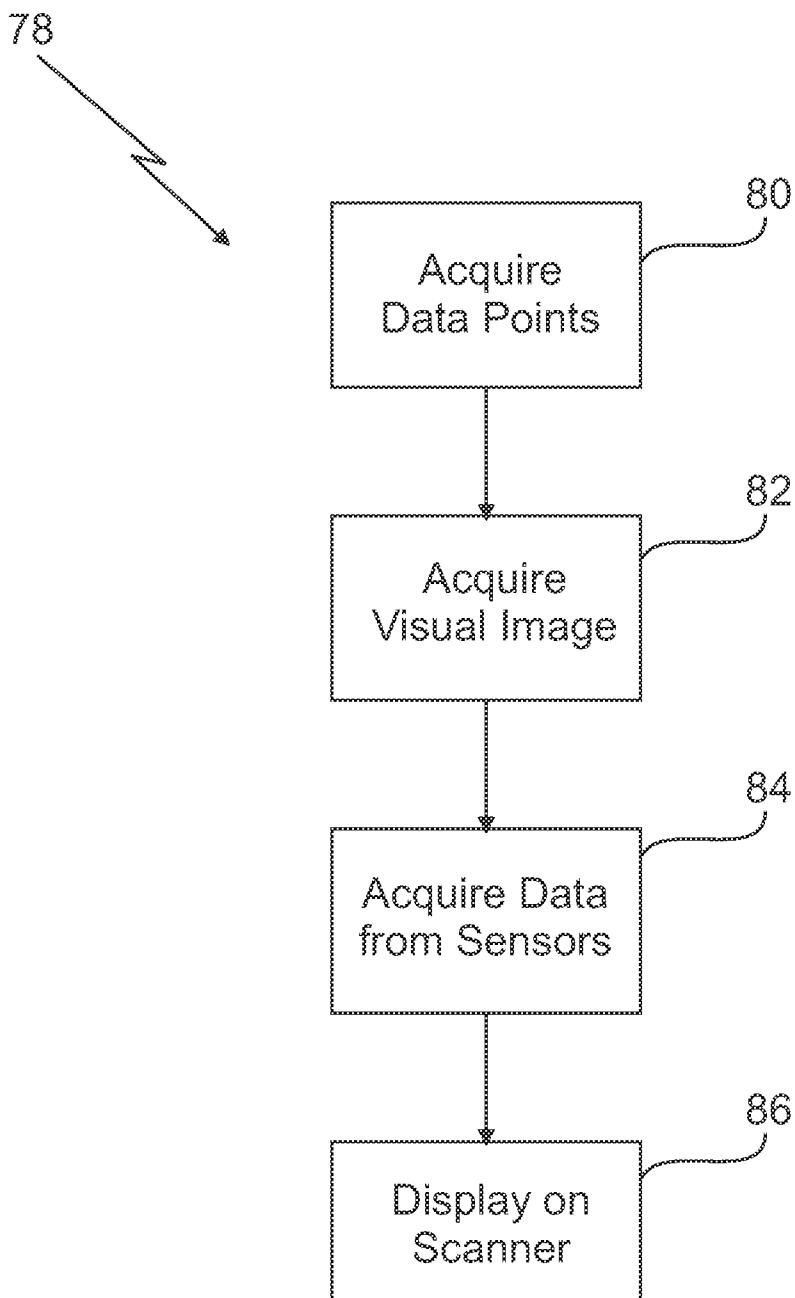 78
80
Acquire
Data Points
82
Acquire
Visual Image
84
Acquire Data
from Sensors
86
Display on
Scanner